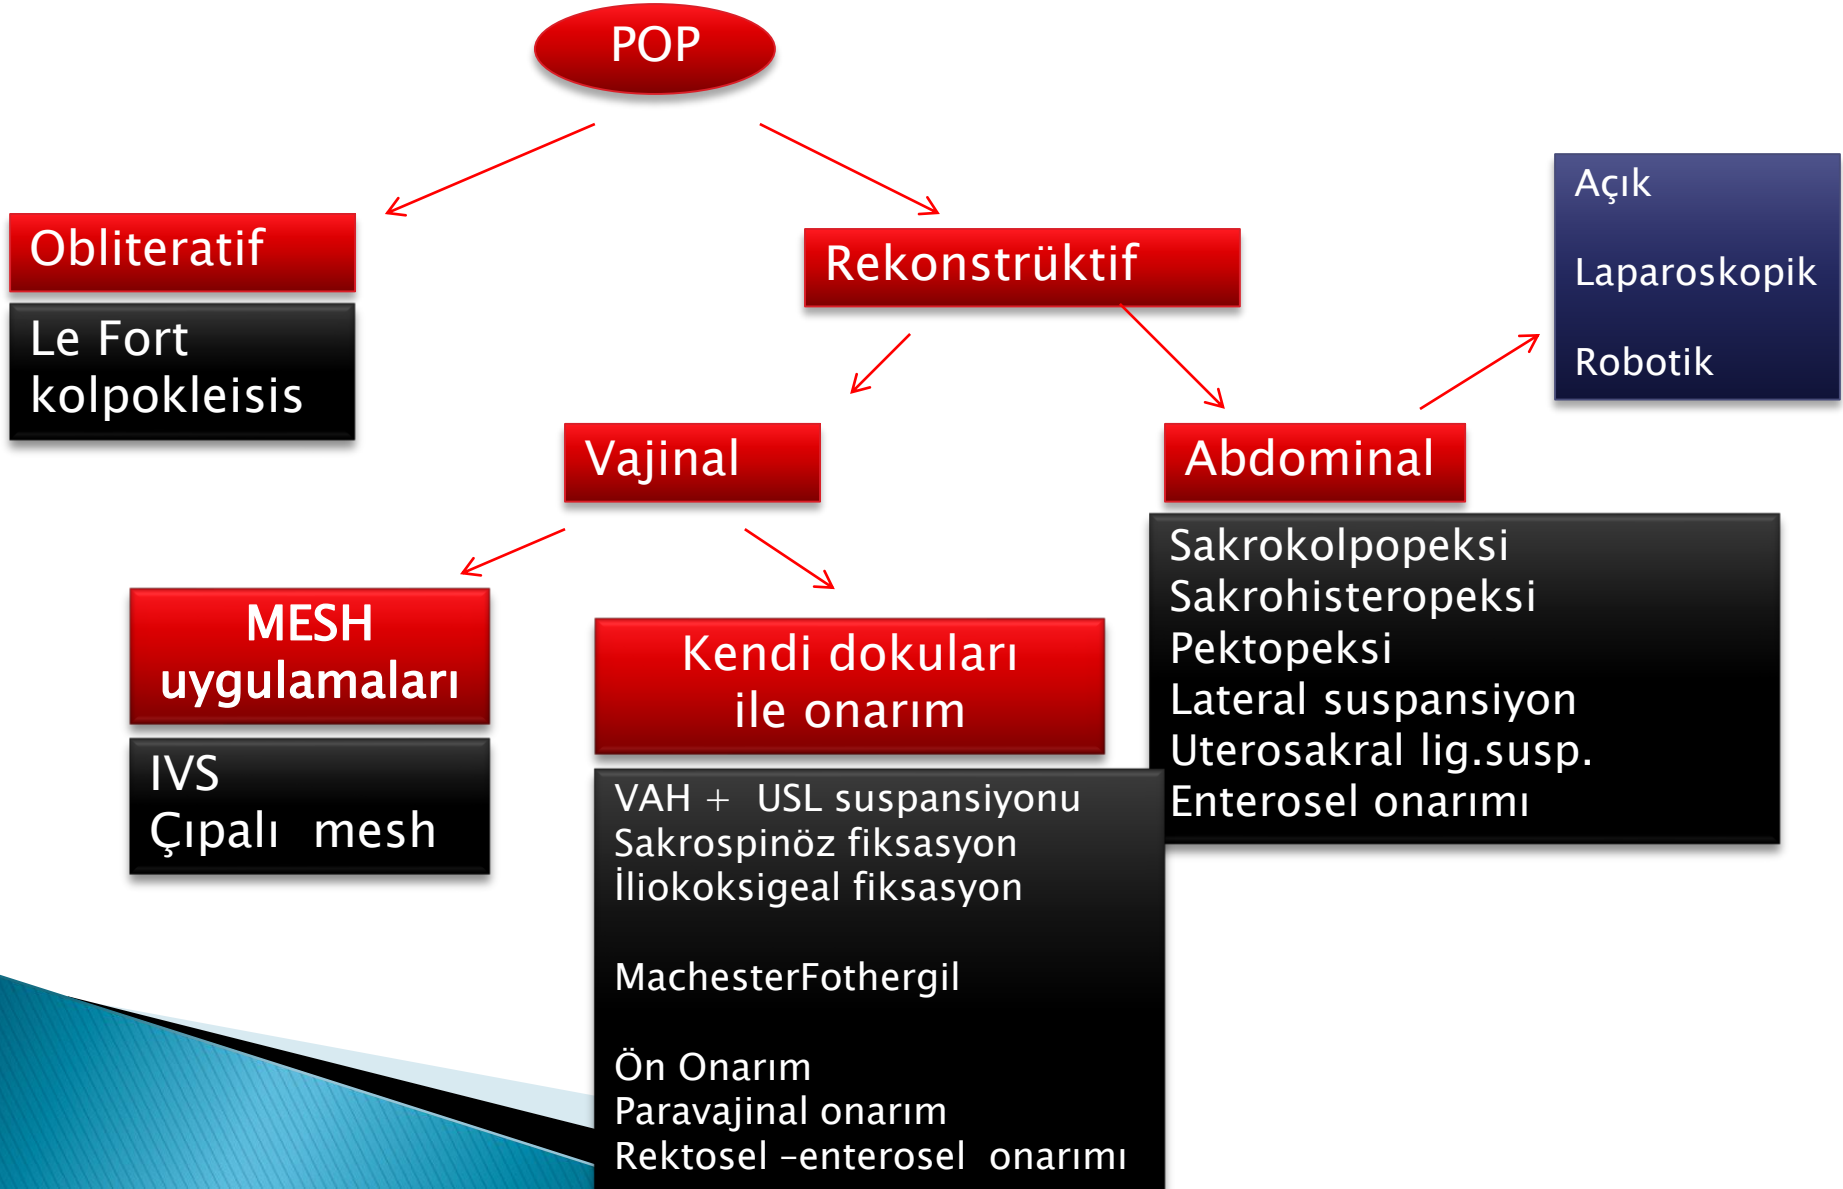 POP
Obliteratif
Le Fort
kolpokleisis
Rekonstrüktif
Açık
Laparoskopik
Robotik
Vajinal
Abdominal
MESH
uygulamaları
IVS
Çıpalı mesh
Kendi dokuları
ile onarım
VAH + USL suspansiyonu
Sakrospinöz fiksasyon
İliokoksigeal fiksasyon
MachesterFothergil
Ön Onarım
Paravajinal onarım
Rektosel –enterosel onarımı
Sakrokolpopeksi
Sakrohisteropeksi
Pektopeksi
Lateral suspansiyon
Uterosakral lig.susp.
Enterosel onarımı